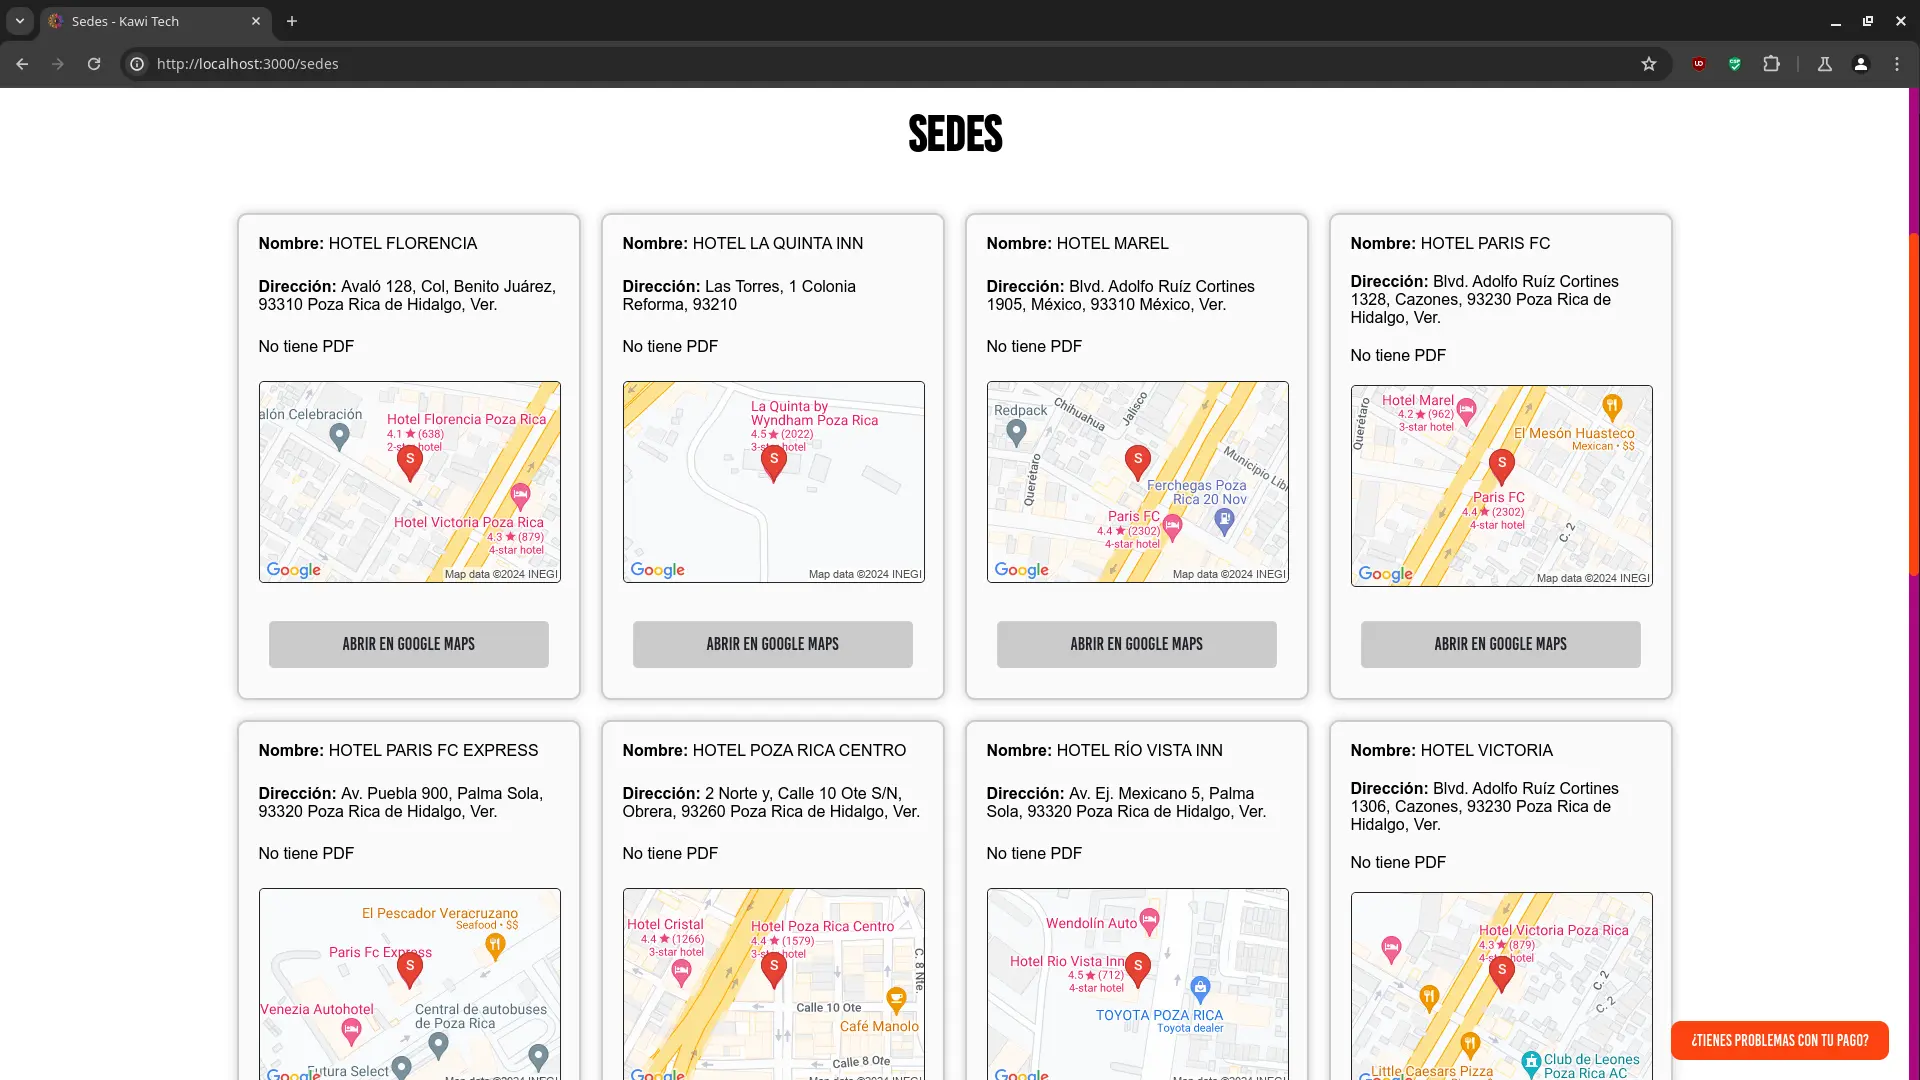 Sedes - Kawi Tech
http://localhost:3000/sedes
SEDES
Nombre: HOTEL FLORENCIA
Dirección: Avaló 128, Col, Benito Juárez,
93310 Poza Rica de Hidalgo, Ver.
No tiene PDF
alón Celebración
Hotel Florencia Poza Rica
4.1 ★ (638)
2-star hotel
S
Hotel Victoria Poza Rica
4.3 ★ (879)
4-star hotel
Google
Map data ©2024 INEGI
ABRIR EN GOOGLE MAPS
Nombre: HOTEL LA QUINTA INN
Dirección: Las Torres, 1 Colonia
Reforma, 93210
No tiene PDF
La Quinta by
Wyndham Poza Rica
4.5 ★ (2022)
3-star hotel
S
Google
Map data ©2024 INEGI
ABRIR EN GOOGLE MAPS
Nombre: HOTEL MAREL
Dirección: Blvd. Adolfo Ruíz Cortines
1905, México, 93310 México, Ver.
No tiene PDF
Redpack
Chihuahua
Jalisco
Querétaro
S
Municipio Libr
Ferchegas Poza
Rica 20 Nov
Paris FC
4.4 ★ (2302)
4-star hotel
Google
Map data ©2024 INEGI
ABRIR EN GOOGLE MAPS
Nombre: HOTEL PARIS FC
Dirección: Blvd. Adolfo Ruíz Cortines
1328, Cazones, 93230 Poza Rica de
Hidalgo, Ver.
No tiene PDF
Querétaro
Hotel Marel
4.2 ★ (962)
3-star hotel
El Mesón Huasteco
Mexican • $$
S
Paris FC
4.4 ★ (2302)
4-star hotel
C. 2
Google
Map data ©2024 INEGI
ABRIR EN GOOGLE MAPS
Nombre: HOTEL PARIS FC EXPRESS
Dirección: Av. Puebla 900, Palma Sola,
93320 Poza Rica de Hidalgo, Ver.
No tiene PDF
El Pescador Veracruzano
Seafood • $$
Paris Fc Express
S
Venezia Autohotel
Central de autobuses
de Poza Rica
Futura Select
Google
Map data ©2024 INEGI
Nombre: HOTEL POZA RICA CENTRO
Dirección: 2 Norte y, Calle 10 Ote S/N,
Obrera, 93260 Poza Rica de Hidalgo, Ver.
No tiene PDF
Hotel Cristal
4.4 ★ (1266)
3-star hotel
Hotel Poza Rica Centro
4.4 ★ (1579)
3-star hotel
S
C. 8 Nte.
Calle 10 Ote
Café Manolo
Calle 8 Ote
Google
Map data ©2024 INEGI
Nombre: HOTEL RÍO VISTA INN
Dirección: Av. Ej. Mexicano 5, Palma
Sola, 93320 Poza Rica de Hidalgo, Ver.
No tiene PDF
Wendolín Auto
Hotel Rio Vista Inn
4.5 ★ (712)
4-star hotel
S
TOYOTA POZA RICA
Toyota dealer
Google
Map data ©2024 INEGI
Nombre: HOTEL VICTORIA
Dirección: Blvd. Adolfo Ruíz Cortines
1306, Cazones, 93230 Poza Rica de
Hidalgo, Ver.
No tiene PDF
Hotel Victoria Poza Rica
4.3 ★ (879)
4-star hotel
S
C. 2
C. 2
Little Caesars Pizza
Club de Leones
Poza Rica AC
¿TIENES PROBLEMAS CON TU PAGO?